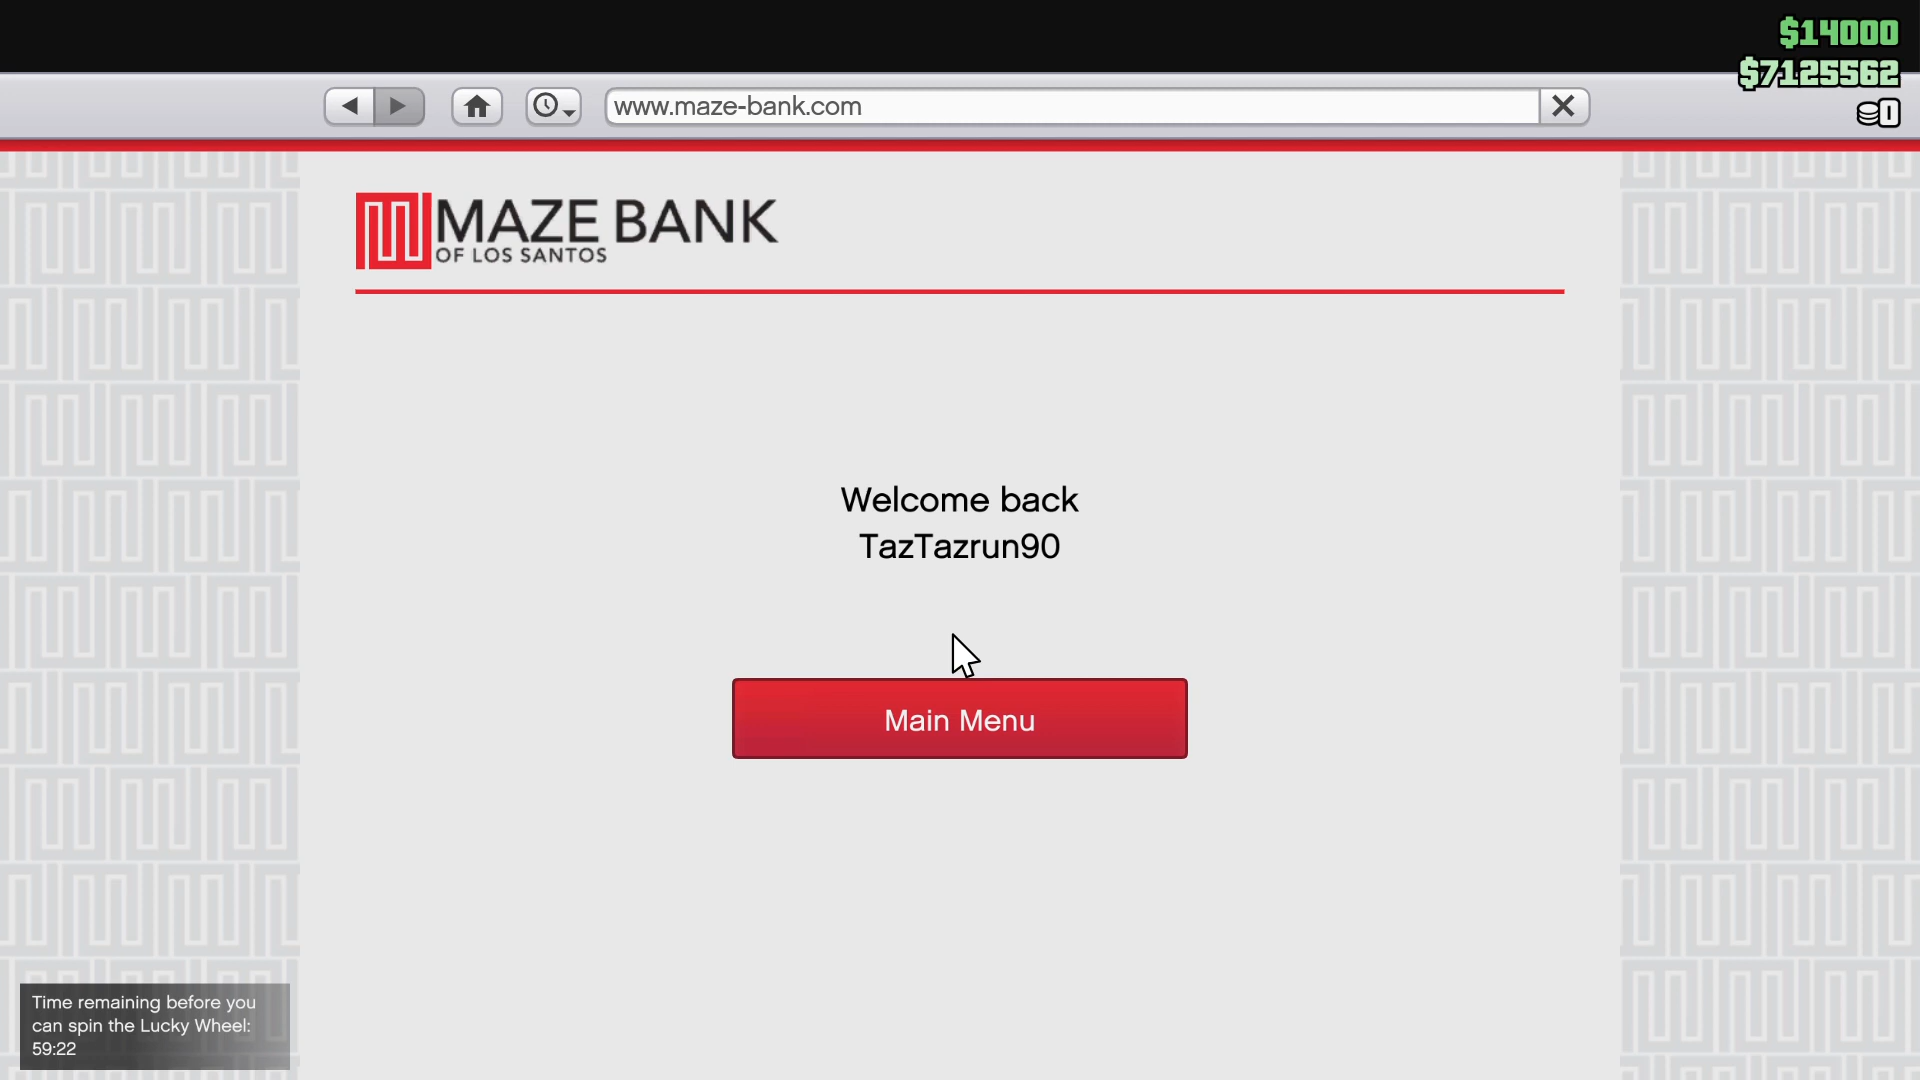 $14000
$7125562
0
www.maze-bank.com
MAZE BANK
OF LOS SANTOS
Welcome back
TazTazrun90
Main Menu
Time remaining before you
can spin the Lucky Wheel:
59:22